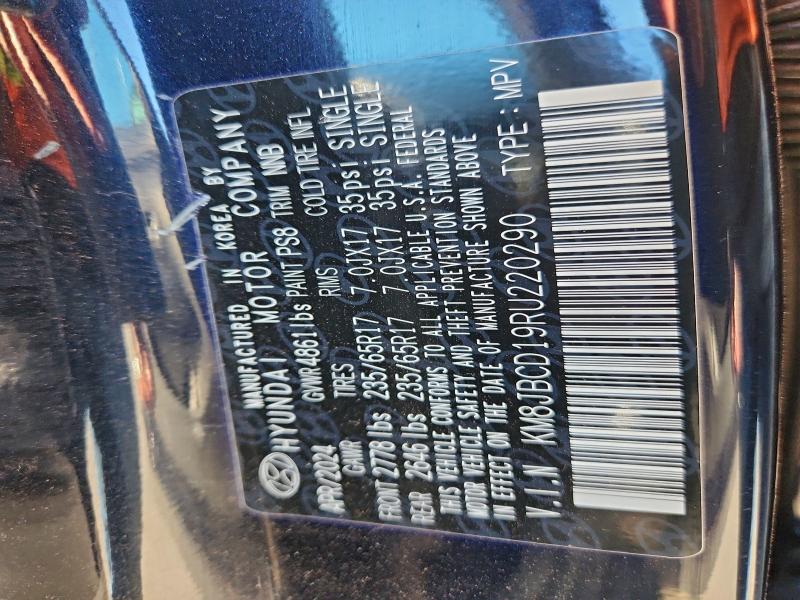 MANUFACTURED IN KOREA BY
HYUNDAI MOTOR COMPANY
APR/2024 GVWR 4861 lbs PAINT PS8 TRIM NNB
GAWR TIRES RIMS COLD TIRE INFL
FRONT 2778 lbs 235/65R17 7.0JX17 35psi SINGLE
REAR 2646 lbs 235/65R17 7.0JX17 35psi SINGLE
THIS VEHICLE CONFORMS TO ALL APPLICABLE U.S.A. FEDERAL
MOTOR VEHICLE SAFETY AND THEFT PREVENTION STANDARDS
IN EFFECT ON THE DATE OF MANUFACTURE SHOWN ABOVE
V.I.N KM8JBCD19RU220290 TYPE : MPV